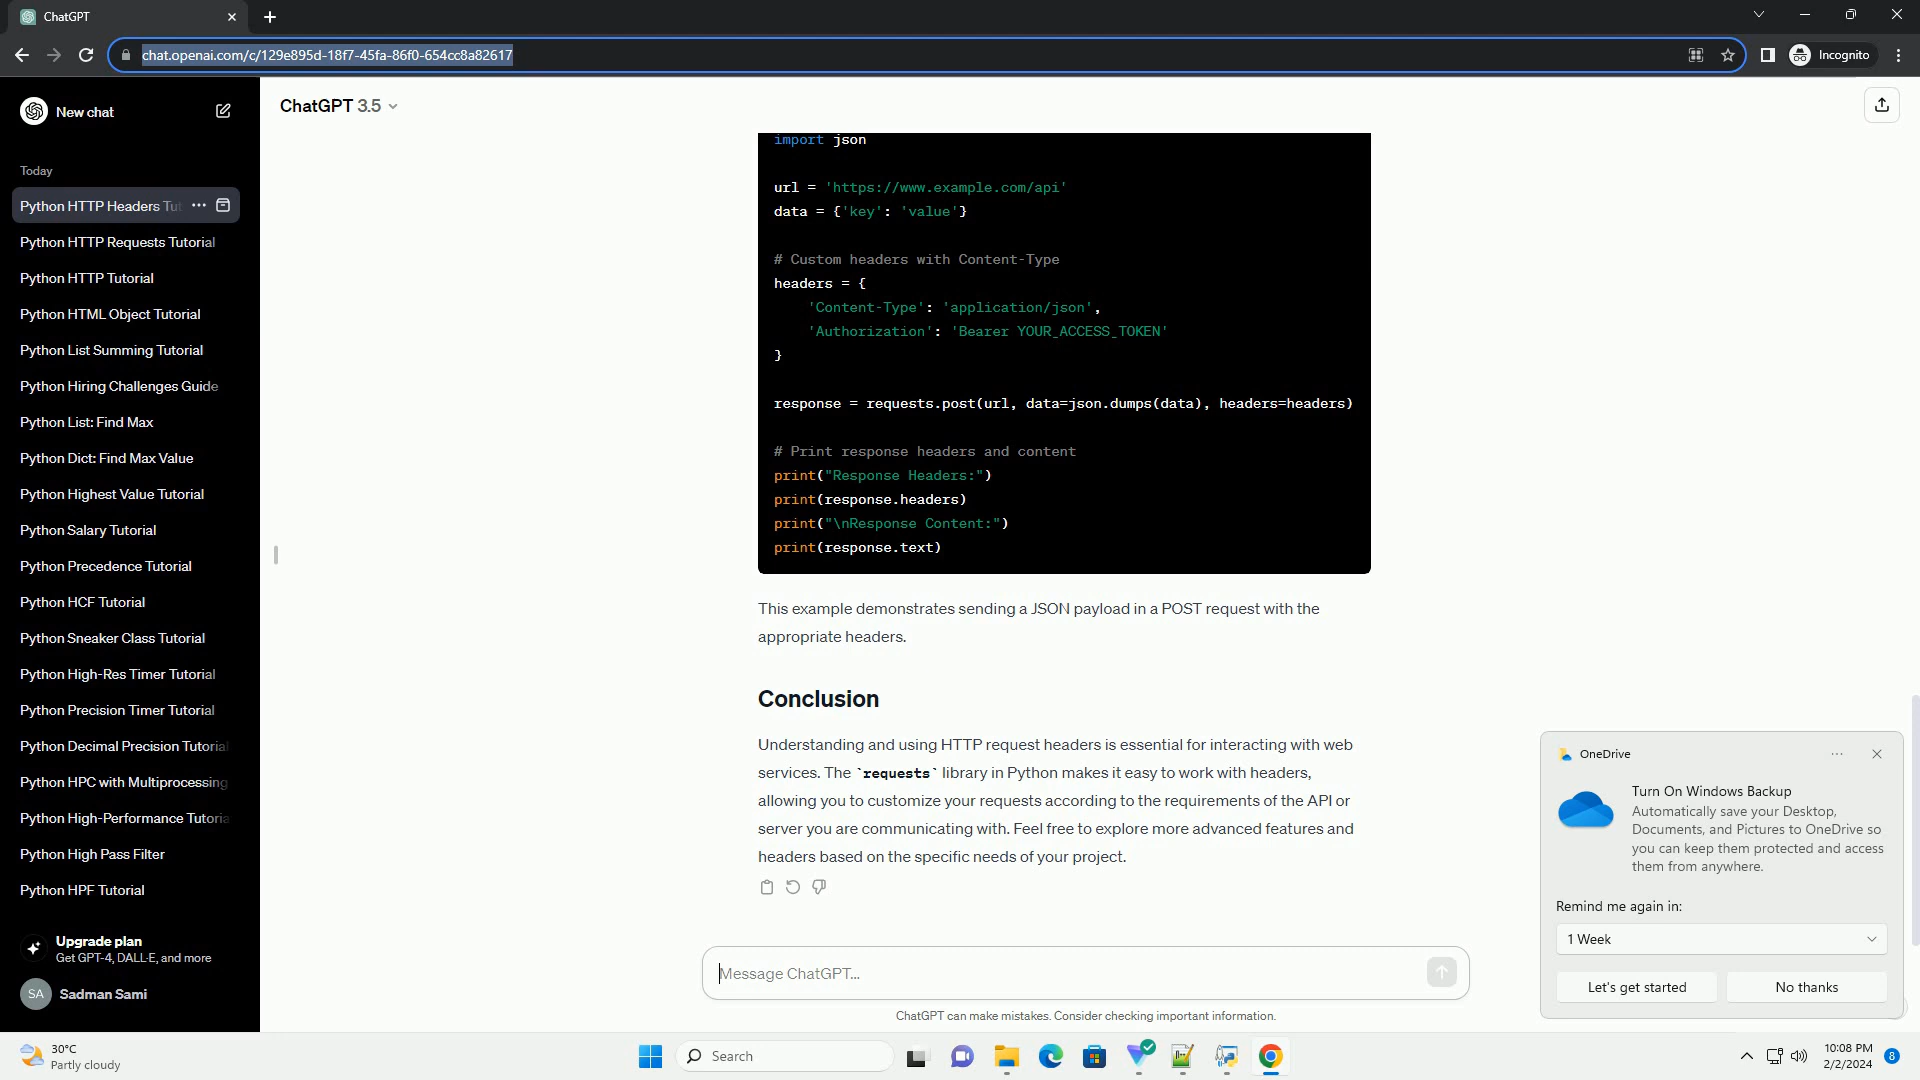 ChatGPT
chat.openai.com/c/129e895d-18f7-45fa-86f0-654cc8a82617
Incognito
New chat
Today
Python HTTP Headers Tut
Python HTTP Requests Tutorial
Python HTTP Tutorial
Python HTML Object Tutorial
Python List Summing Tutorial
Python Hiring Challenges Guide
Python List: Find Max
Python Dict: Find Max Value
Python Highest Value Tutorial
Python Salary Tutorial
Python Precedence Tutorial
Python HCF Tutorial
Python Sneaker Class Tutorial
Python High-Res Timer Tutorial
Python Precision Timer Tutorial
Python Decimal Precision Tutorial
Python HPC with Multiprocessing
Python High-Performance Tutoria
Python High Pass Filter
Python HPF Tutorial
Upgrade plan
Get GPT-4, DALL·E, and more
SA
Sadman Sami
ChatGPT 3.5
import json
url = 'https://www.example.com/api'
data = {'key': 'value'}
# Custom headers with Content-Type
headers = {
'Content-Type': 'application/json',
'Authorization': 'Bearer YOUR_ACCESS_TOKEN'
}
response = requests.post(url, data=json.dumps(data), headers=headers)
# Print response headers and content
print("Response Headers:")
print(response.headers)
print("\nResponse Content:")
print(response.text)
This example demonstrates sending a JSON payload in a POST request with the
appropriate headers.
Conclusion
Understanding and using HTTP request headers is essential for interacting with web
services. The `requests` library in Python makes it easy to work with headers,
allowing you to customize your requests according to the requirements of the API or
server you are communicating with. Feel free to explore more advanced features and
headers based on the specific needs of your project.
Message ChatGPT...
ChatGPT can make mistakes. Consider checking important information.
OneDrive
Turn On Windows Backup
Automatically save your Desktop,
Documents, and Pictures to OneDrive so
you can keep them protected and access
them from anywhere.
Remind me again in:
1 Week
Let's get started
No thanks
30°C
Partly cloudy
Search
10:08 PM
2/2/2024
8